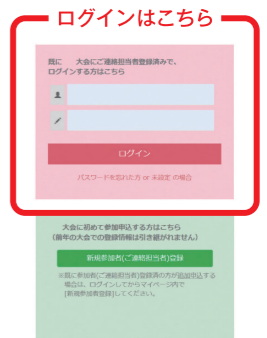 ログインはこちら
既に 大会にご連絡担当者登録済みで、
ログインする方はこちら
ログイン
パスワードを忘れた方 or 未設定 の場合
大会に初めて参加申込する方はこちら
(前年の大会での登録情報は引き継がれません)
新規参加者(ご連絡担当者)登録
※既に参加者(ご連絡担当者)登録済の方が追加申込する
場合は、ログインしてからマイページ内で
[新規参加者登録]してください。